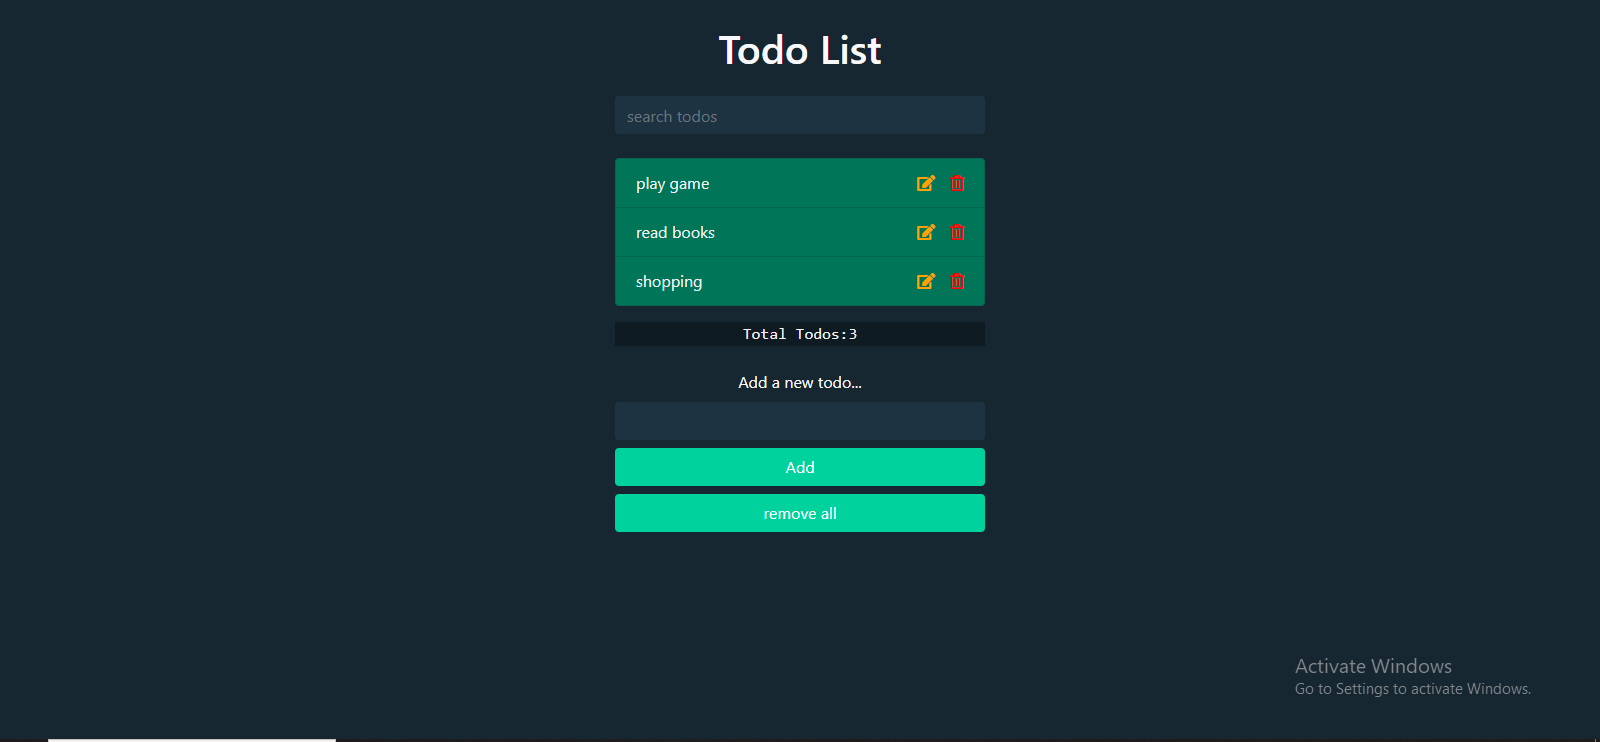 Todo List
search todos
play game
read books
shopping
Total Todos:3
Add a new todo...
Add
remove all
Activate Windows
Go to Settings to activate Windows.